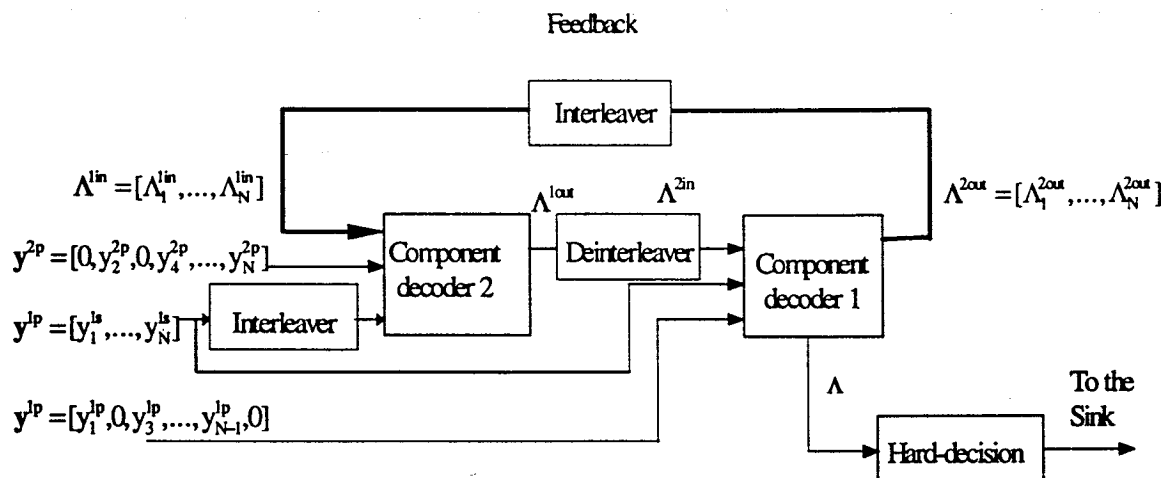 Feedback
Interleaver
Λ^1in = [Λ_1^1in,...,Λ_N^1in]
Λ^1out
Λ^2in
Λ^2out = [Λ_1^2out,...,Λ_N^2out]
y^2p = [0,y_2^2p,0,y_4^2p,...,y_N^2p]
Component
decoder 2
Deinterleaver
Component
decoder 1
y^1p = [y_1^1s,...,y_N^1s]
Interleaver
y^1p = [y_1^1p,0,y_3^1p,...,y_N-1^1p,0]
Λ
To the
Sink
Hard-decision